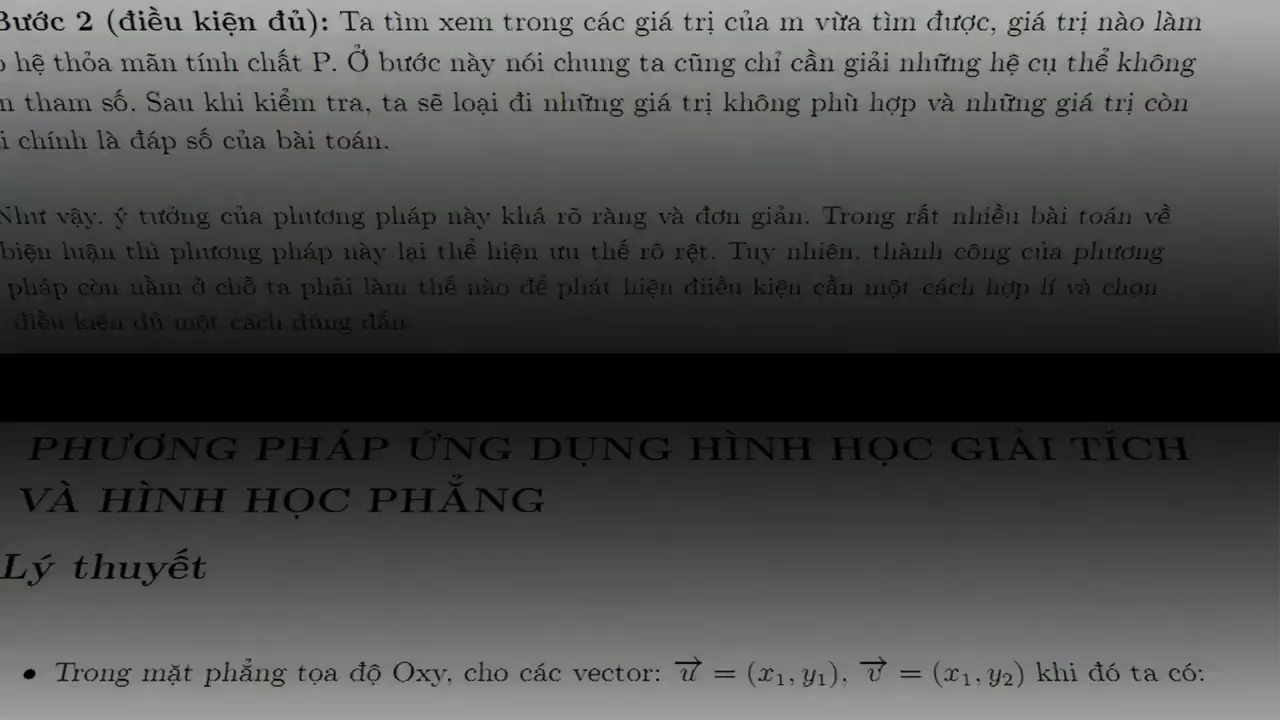 Bước 2 (điều kiện đủ): Ta tìm xem trong các giá trị của m vừa tìm được, giá trị nào làm
hệ thỏa mãn tính chất P. Ở bước này nói chung ta cũng chỉ cần giải những hệ cụ thể không
tham số. Sau khi kiểm tra, ta sẽ loại đi những giá trị không phù hợp và những giá trị còn
chính là đáp số của bài toán.
Như vậy, ý tưởng của phương pháp này khá rõ ràng và đơn giản. Trong rất nhiều bài toán về
biện luận thì phương pháp này lại thể hiện ưu thế rõ rệt. Tuy nhiên, thành công của phương
pháp còn nằm ở chỗ ta phải làm thế nào để phát hiện điiều kiện cần một cách hợp lí và chọn
điều kiện đủ một cách đúng đắn.
PHƯƠNG PHÁP ỨNG DỤNG HÌNH HỌC GIẢI TÍCH
VÀ HÌNH HỌC PHẲNG
Lý thuyết
• Trong mặt phẳng tọa độ Oxy, cho các vector: $\overrightarrow{u} = (x_1, y_1)$, $\overrightarrow{v} = (x_1, y_2)$ khi đó ta có: